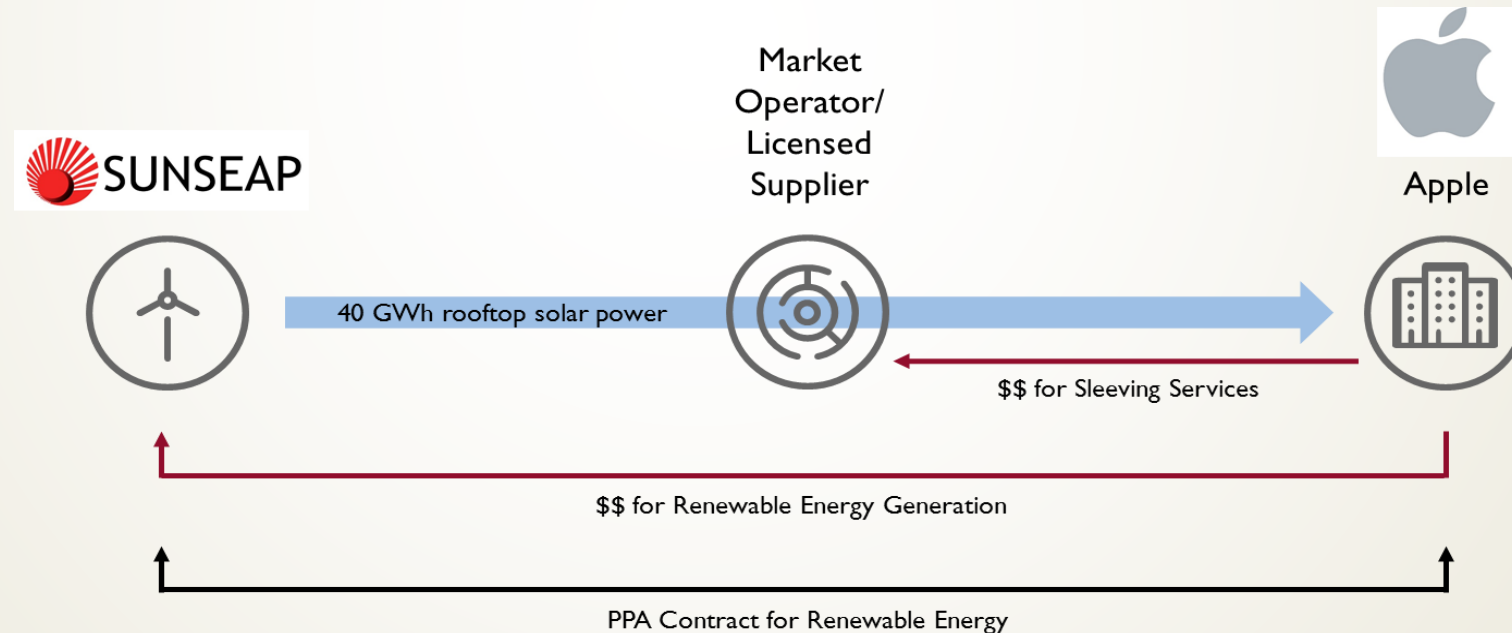 Market
Operator/
Licensed
Supplier
SUNSEAP
Apple
40 GWh rooftop solar power
$$ for Sleeving Services
$$ for Renewable Energy Generation
PPA Contract for Renewable Energy